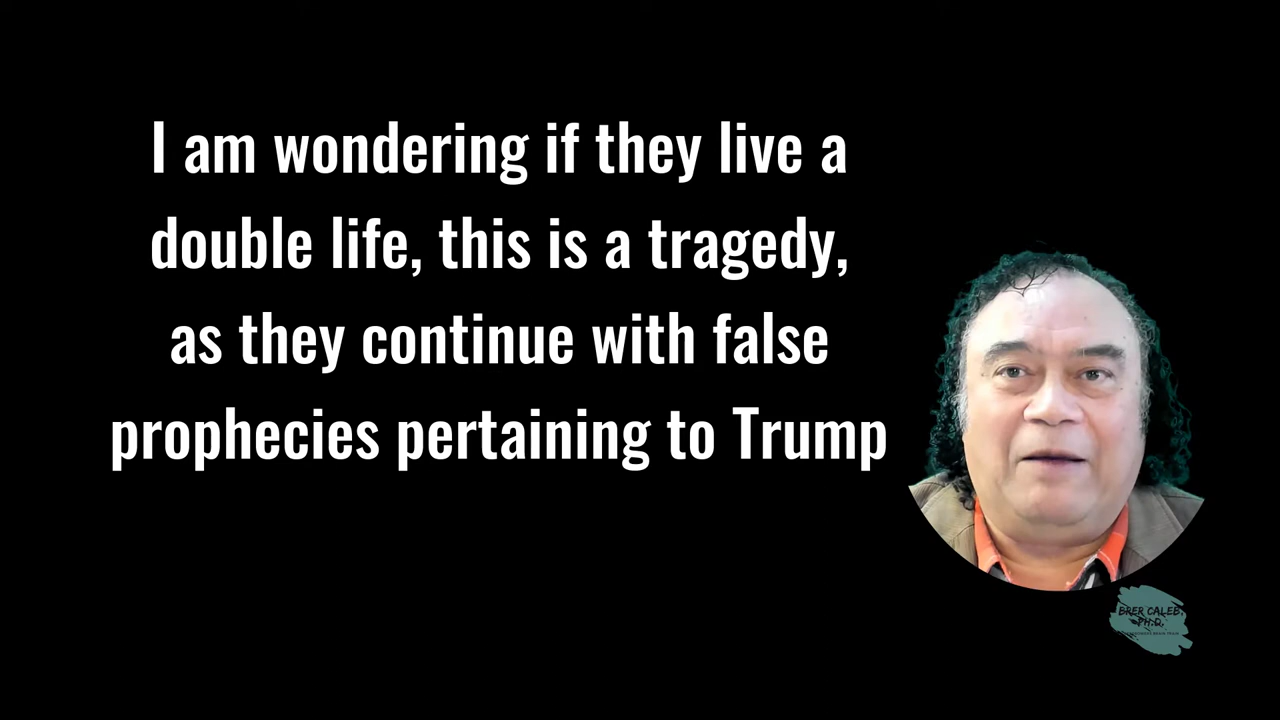 I am wondering if they live a
double life, this is a tragedy,
as they continue with false
prophecies pertaining to Trump
BRER CALEB,
PH.D.